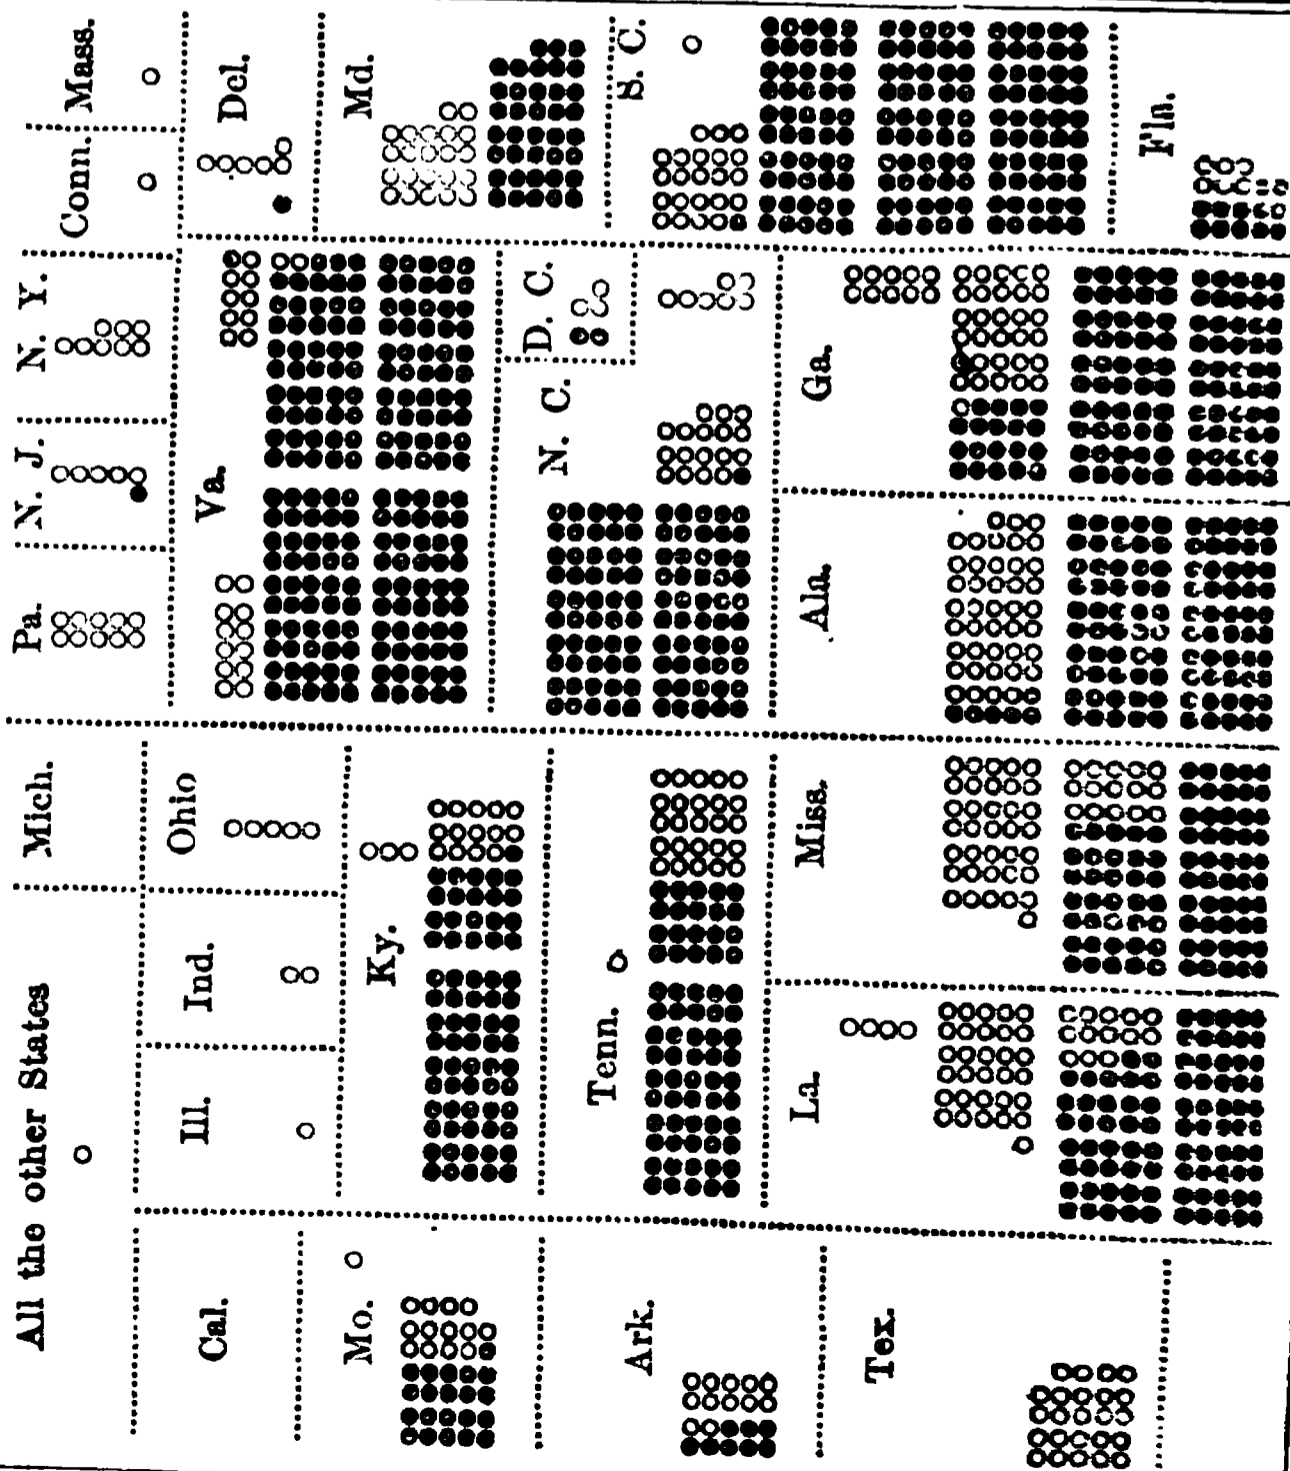 All the other States
Mich.
Pa.
N. J.
N. Y.
Conn.
Mass.
Cal.
Ill.
Ind.
Ohio
Va.
Del.
Mo.
Ky.
Md.
Ark.
Tenn.
N. C.
D. C.
S. C.
Tex.
La.
Miss.
Ala.
Ga.
Fla.